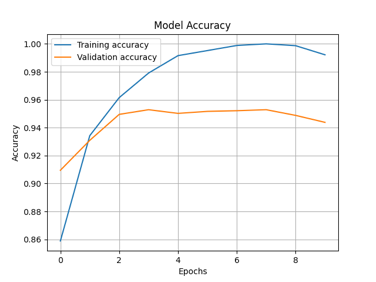 Model Accuracy
Training accuracy
Validation accuracy
Accuracy
1.00
0.98
0.96
0.94
0.92
0.90
0.88
0.86
0 2 4 6 8
Epochs